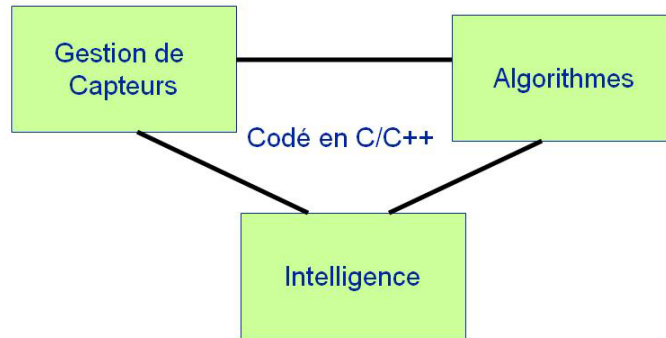 Gestion de
Capteurs
Algorithmes
Codé en C/C++
Intelligence